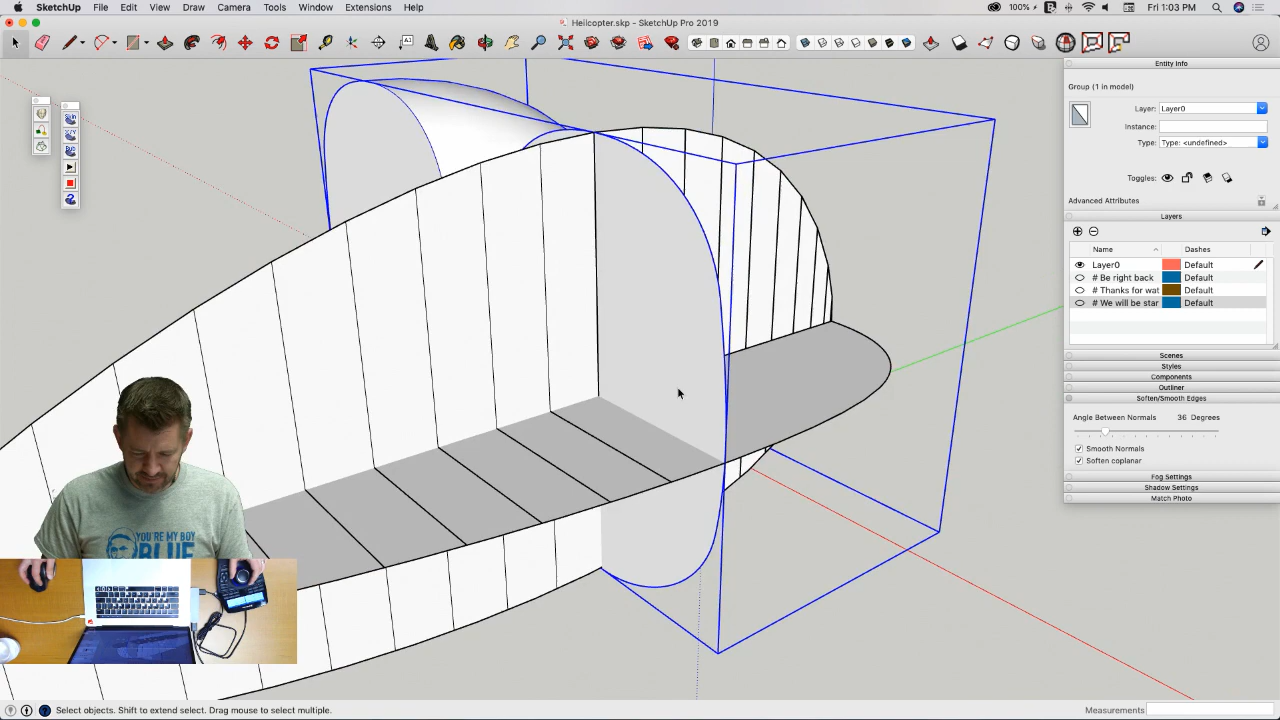 SketchUp File Edit View Draw Camera Tools Window Extensions Help
100% Fri 1:03 PM
Helicopter.skp - SketchUp Pro 2019
Entity Info
Group (1 in model)
Layer: Layer0
Instance:
Type: Type: <undefined>
Toggles:
Advanced Attributes
Layers
Name Dashes
Layer0 Default
# Be right back Default
# Thanks for wat Default
# We will be star Default
Scenes
Styles
Components
Outliner
Soften/Smooth Edges
Angle Between Normals 36 Degrees
Smooth Normals
Soften coplanar
Fog Settings
Shadow Settings
Match Photo
YOU'RE MY BOY
BLUE
Select objects. Shift to extend select. Drag mouse to select multiple.
Measurements